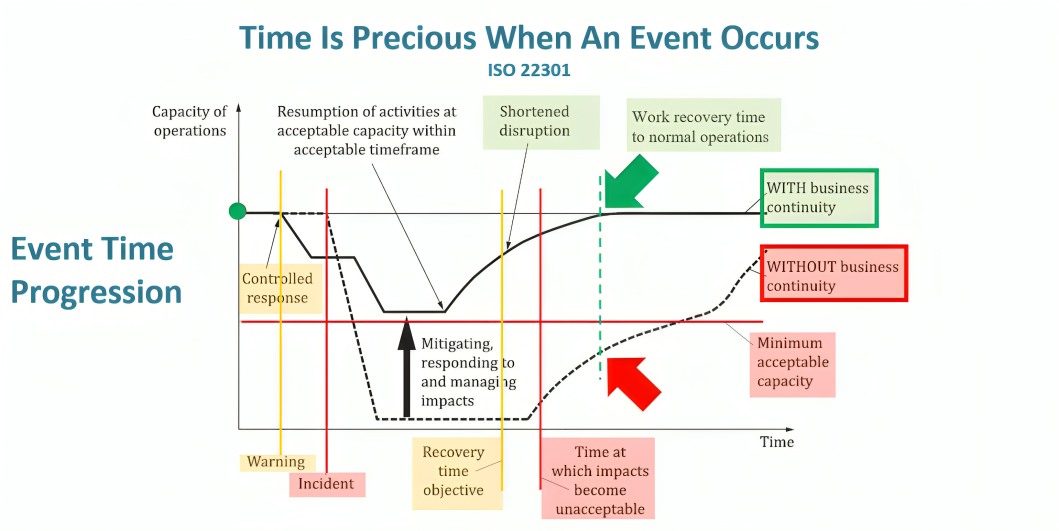 Time Is Precious When An Event Occurs
ISO 22301
Capacity of
operations
Resumption of activities at
acceptable capacity within
acceptable timeframe
Shortened
disruption
Work recovery time
to normal operations
WITH business
continuity
Event Time
Progression
Controlled
response
WITHOUT business
continuity
Mitigating,
responding to
and managing
impacts
Minimum
acceptable
capacity
Time
Warning
Incident
Recovery
time
objective
Time at
which impacts
become
unacceptable